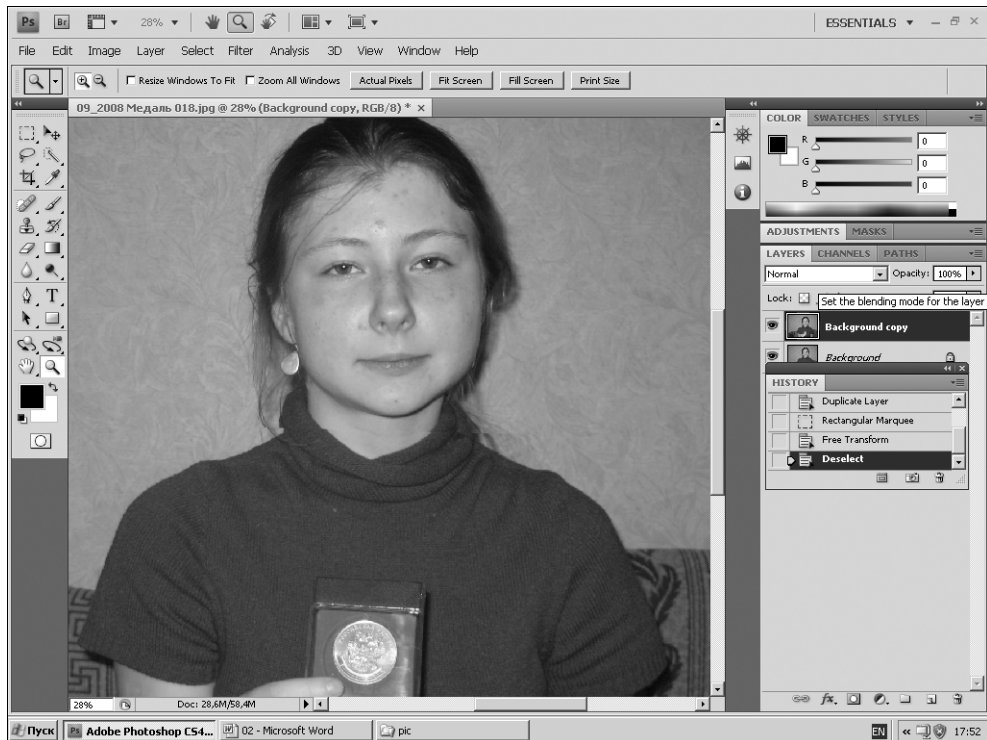 Ps Br 28% ESSENTIALS
File Edit Image Layer Select Filter Analysis 3D View Window Help
Resize Windows To Fit Zoom All Windows Actual Pixels Fit Screen Fill Screen Print Size
09_2008 Медаль 018.jpg @ 28% (Background copy, RGB/8) * ×
COLOR SWATCHES STYLES
R 0
G 0
B 0
ADJUSTMENTS MASKS
LAYERS CHANNELS PATHS
Normal Opacity: 100%
Lock: Set the blending mode for the layer
Background copy
Background
HISTORY
Duplicate Layer
Rectangular Marquee
Free Transform
Deselect
28% Doc: 28,6M/58,4M
Пуск Ps Adobe Photoshop CS4... 02 - Microsoft Word pic EN « 17:52